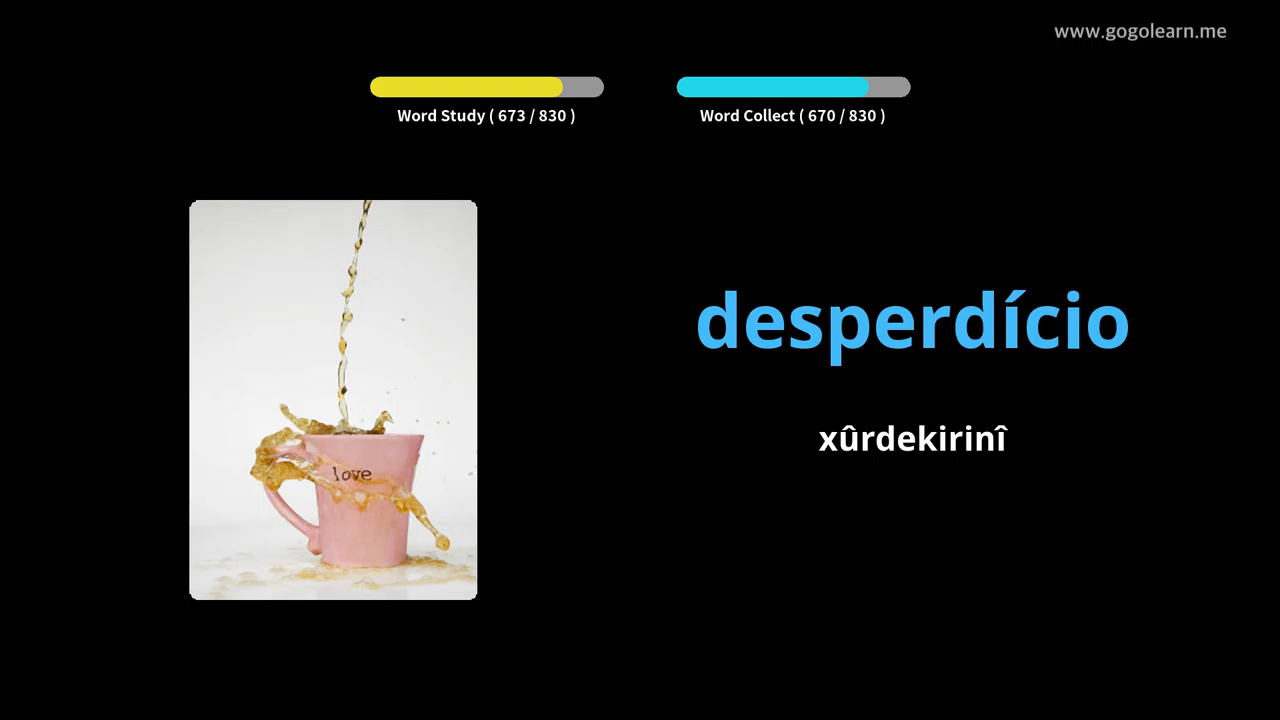 www.gogolearn.me
Word Study ( 673 / 830 )
Word Collect ( 670 / 830 )
desperdício
xûrdekirinî
love